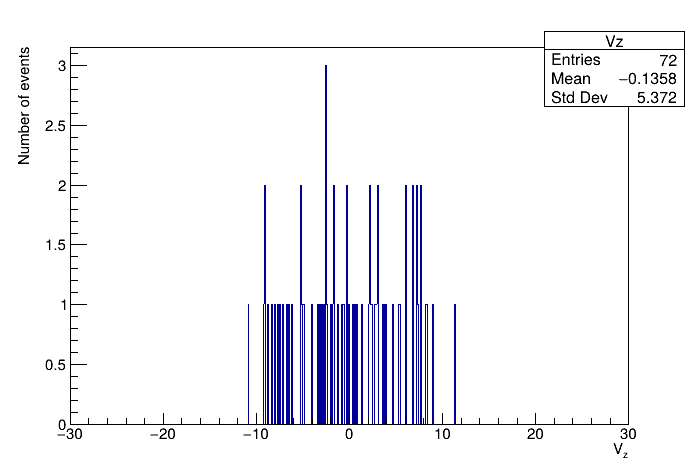 Vz
Entries 72
Mean −0.1358
Std Dev 5.372
Number of events
3
2.5
2
1.5
1
0.5
0
−30 −20 −10 0 10 20 30
Vz